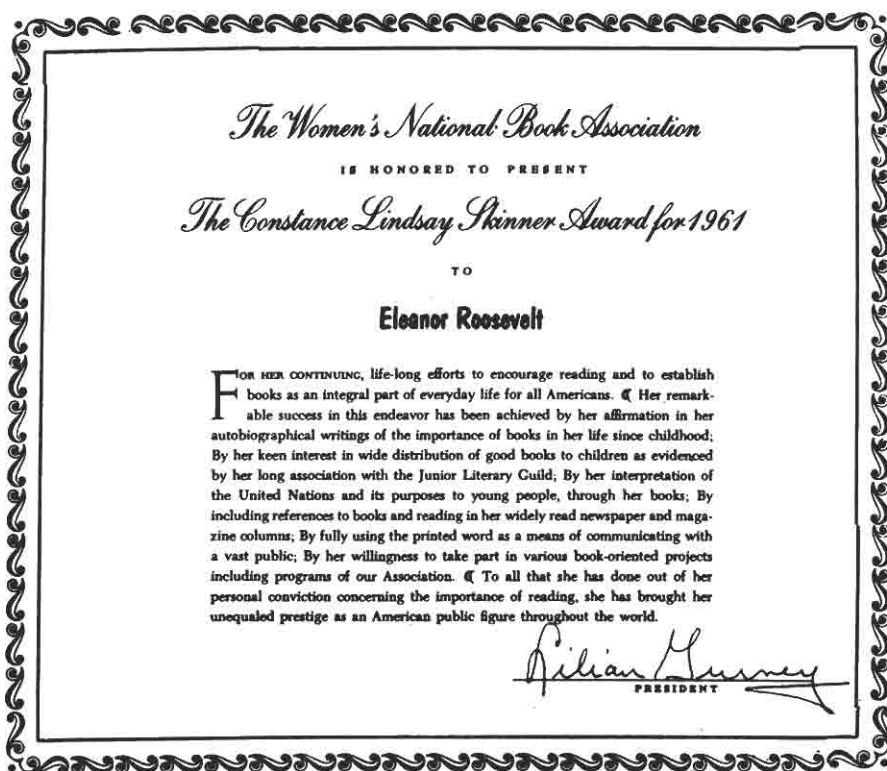 The Women's National Book Association
IS HONORED TO PRESENT
The Constance Lindsay Skinner Award for 1961
TO
Eleanor Roosevelt
FOR HER CONTINUING, life-long efforts to encourage reading and to establish
books as an integral part of everyday life for all Americans. ⁋ Her remark-
able success in this endeavor has been achieved by her affirmation in her
autobiographical writings of the importance of books in her life since childhood;
By her keen interest in wide distribution of good books to children as evidenced
by her long association with the Junior Literary Guild; By her interpretation of
the United Nations and its purposes to young people, through her books; By
including references to books and reading in her widely read newspaper and maga-
zine columns; By fully using the printed word as a means of communicating with
a vast public; By her willingness to take part in various book-oriented projects
including programs of our Association. ⁋ To all that she has done out of her
personal conviction concerning the importance of reading, she has brought her
unequaled prestige as an American public figure throughout the world.
Lilian Gurney
PRESIDENT